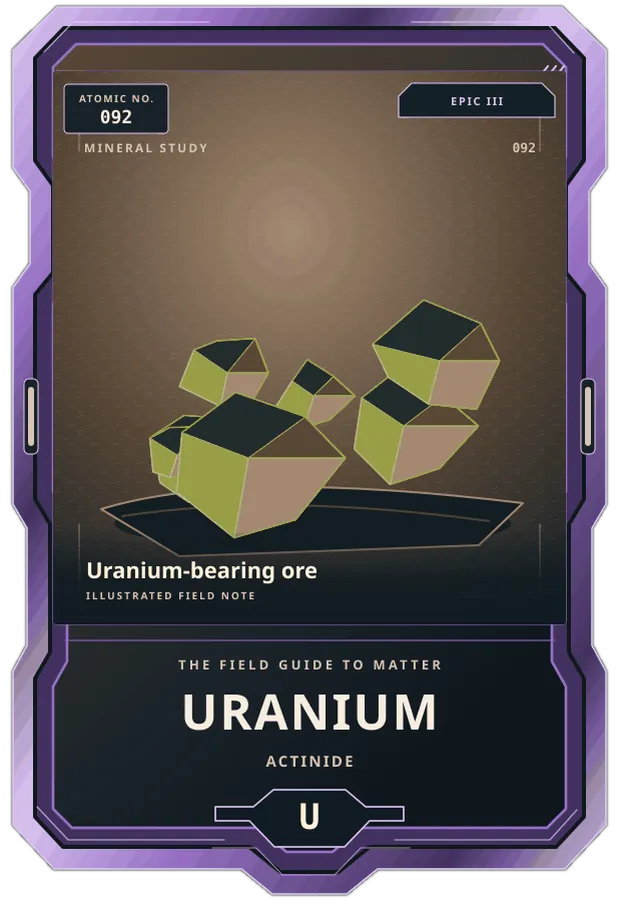 ATOMIC NO.
092
EPIC III
MINERAL STUDY
092
Uranium-bearing ore
ILLUSTRATED FIELD NOTE
THE FIELD GUIDE TO MATTER
URANIUM
ACTINIDE
U